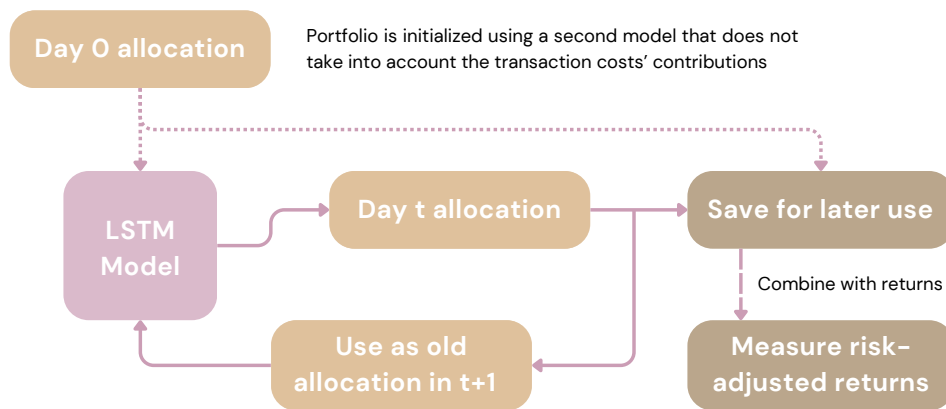 Day 0 allocation
Portfolio is initialized using a second model that does not
take into account the transaction costs’ contributions
LSTM
Model
Day t allocation
Save for later use
Combine with returns
Use as old
allocation in t+1
Measure risk-
adjusted returns